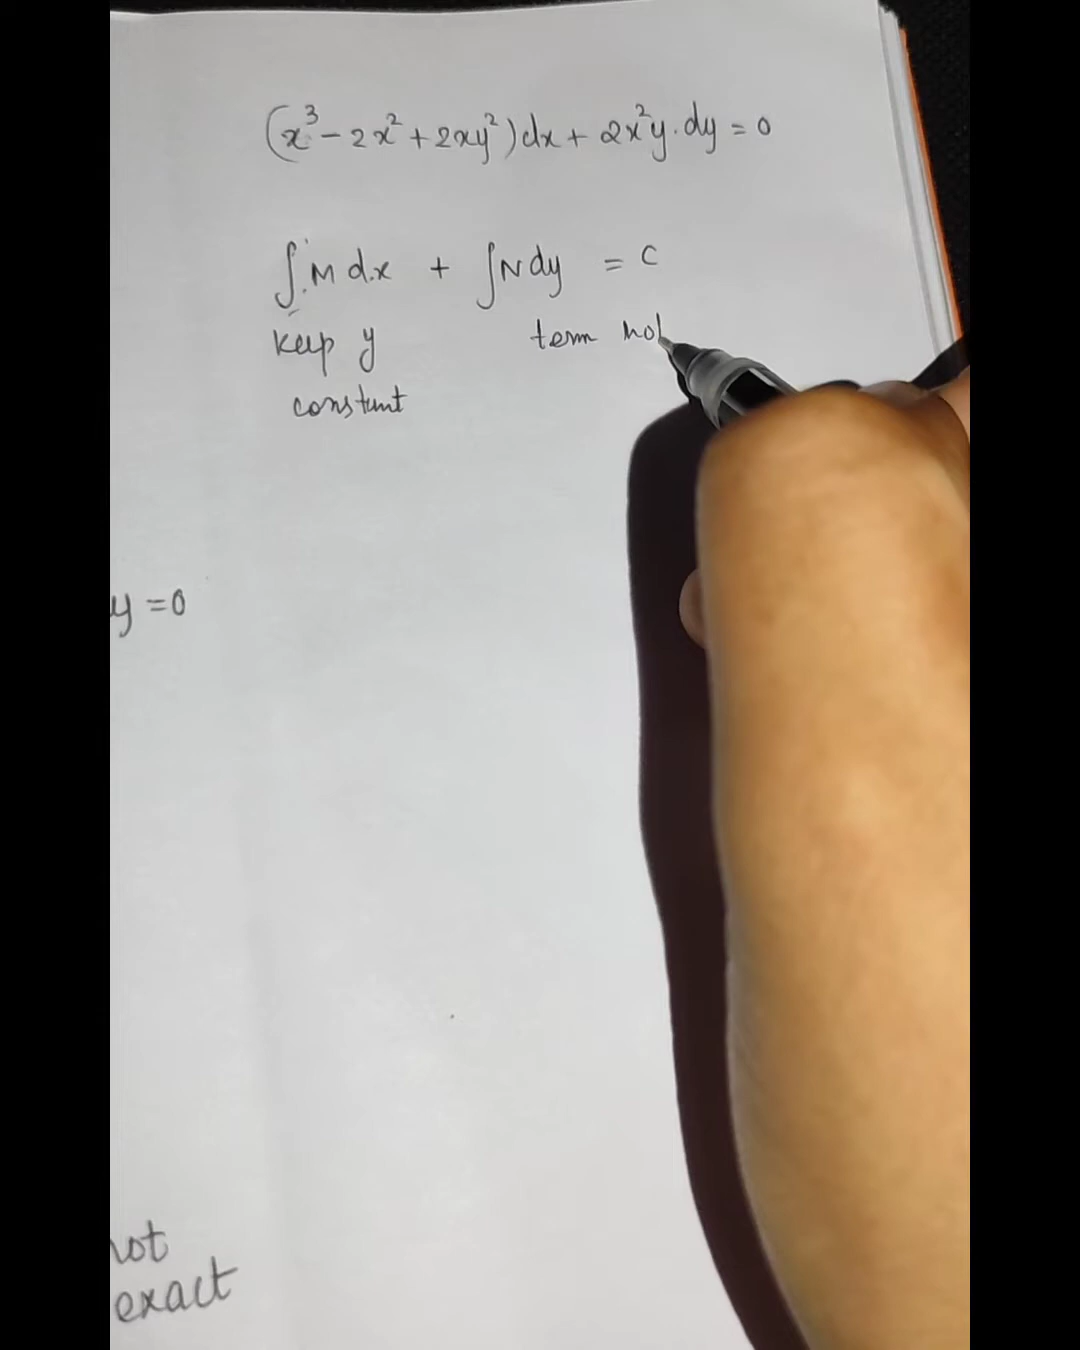 (x³ - 2x² + 2xy²) dx + 2x²y. dy = 0
∫ M dx + ∫ N dy = c
keep y term not
constant
y = 0
not
exact